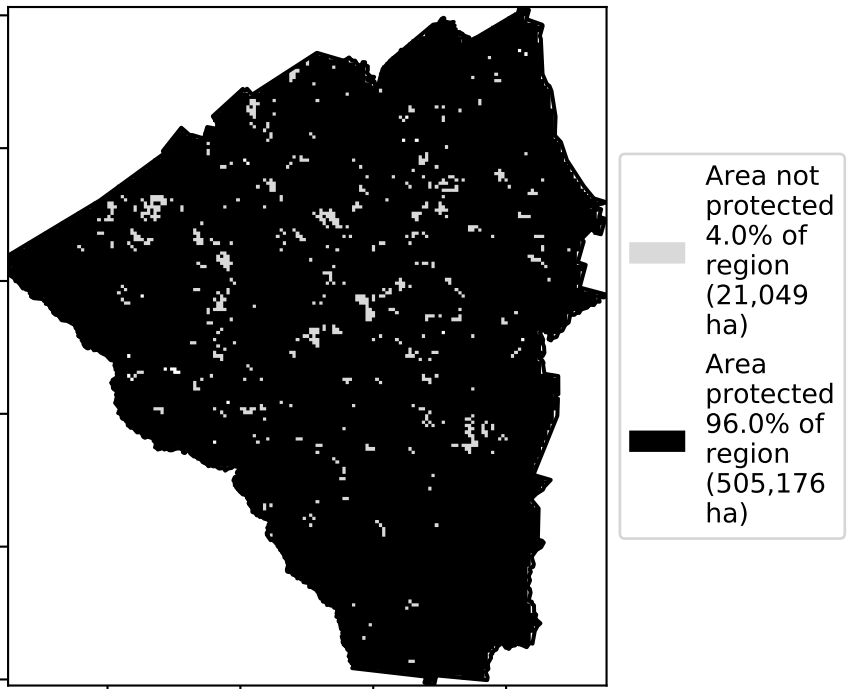 Area not
protected
4.0% of
region
(21,049
ha)
Area
protected
96.0% of
region
(505,176
ha)